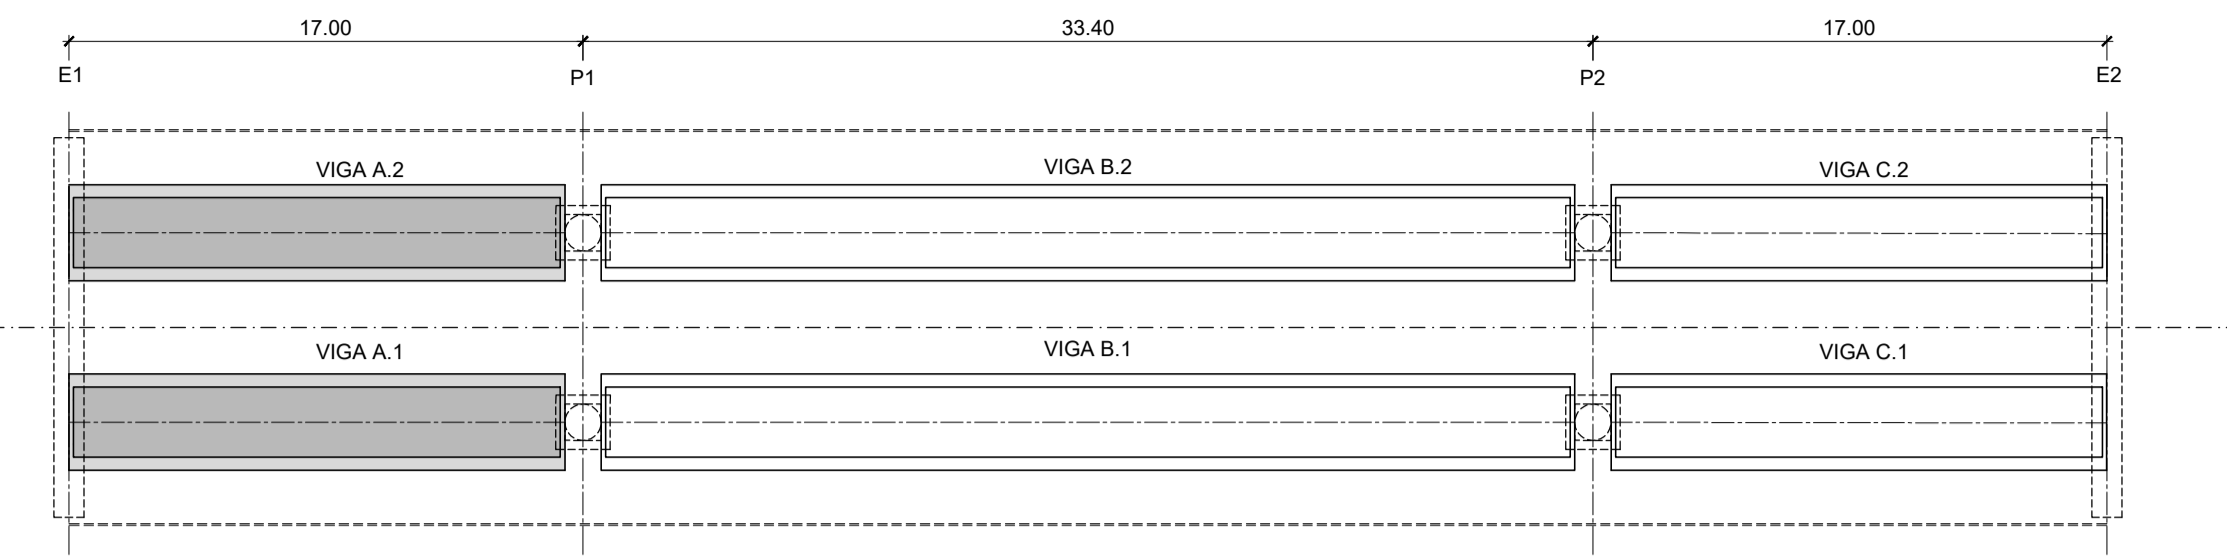 17.00 33.40 17.00
E1 P1 P2 E2
VIGA A.2 VIGA B.2 VIGA C.2
VIGA A.1 VIGA B.1 VIGA C.1